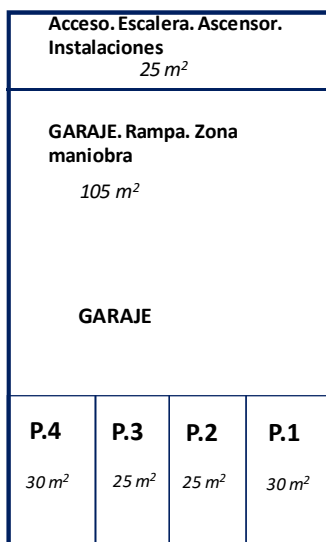 Acceso. Escalera. Ascensor.
Instalaciones
25 m²
GARAJE. Rampa. Zona
maniobra
105 m²
GARAJE
P.4 P.3 P.2 P.1
30 m² 25 m² 25 m² 30 m²